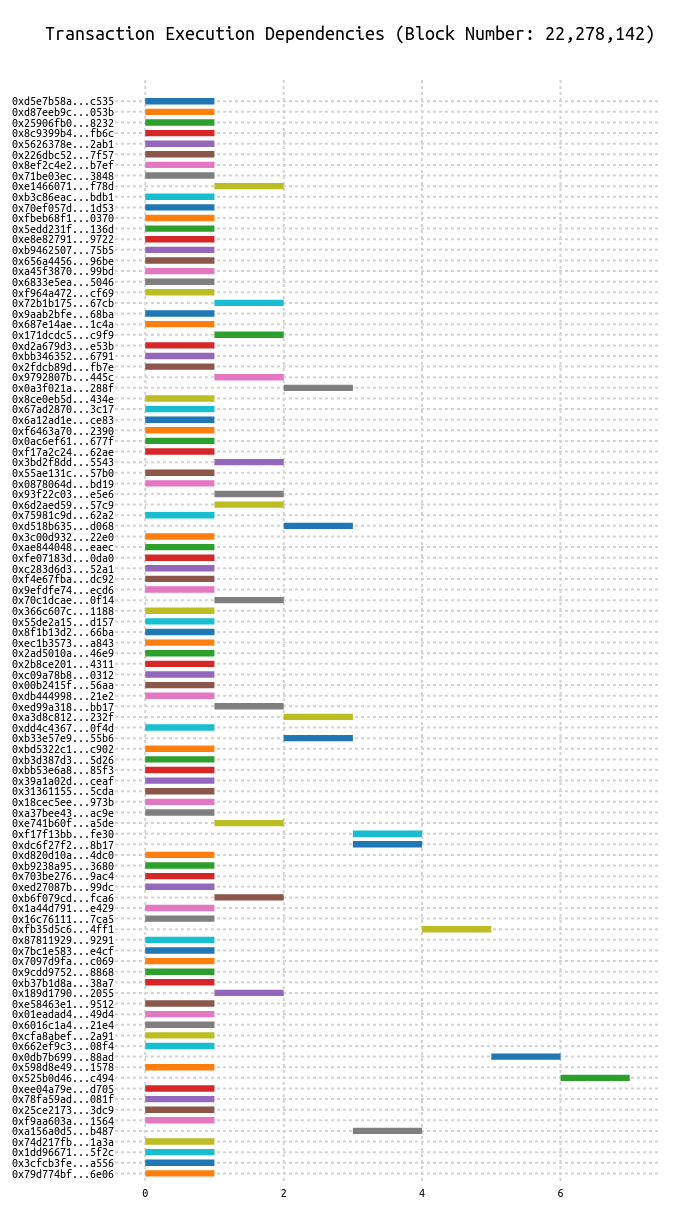 Transaction Execution Dependencies (Block Number: 22,278,142)
0xd5e7b58a...c535
0xd87eeb9c...053b
0x25906fb0...8232
0x8c9399b4...fb6c
0x5626378e...2ab1
0x226dbc52...7f57
0x8ef2c4e2...b7ef
0x71be03ec...3848
0xe1466071...f78d
0xb3c86eac...bdb1
0x70ef057d...1d53
0xfbeb68f1...0370
0x5edd231f...136d
0xe8e82791...9722
0xb9462507...75b5
0x656a4456...96be
0xa45f3870...99bd
0x6833e5ea...5046
0xf964a472...cf69
0x72b1b175...67cb
0x9aab2bfe...68ba
0x687e14ae...1c4a
0x171dcdc5...c9f9
0xd2a679d3...e53b
0xbb346352...6791
0x2fdcb89d...fb7e
0x9792807b...445c
0x0a3f021a...288f
0x8ce0eb5d...434e
0x67ad2870...3c17
0x6a12ad1e...ce83
0xf6463a70...2390
0x0ac6ef61...677f
0xf17a2c24...62ae
0x3bd2f8dd...5543
0x55ae131c...57b0
0x0878064d...bd19
0x93f22c03...e5e6
0x6d2aed59...57c9
0x75981c9d...62a2
0xd518b635...d068
0x3c00d932...22e0
0xae844048...eaec
0xfe07183d...0da0
0xc283d6d3...52a1
0xf4e67fba...dc92
0x9efdfe74...ecd6
0x70c1dcae...0f14
0x366c607c...1188
0x55de2a15...d157
0x8f1b13d2...66ba
0xec1b3573...a843
0x2ad5010a...46e9
0x2b8ce201...4311
0xc09a78b8...0312
0x00b2415f...56aa
0xdb444998...21e2
0xed99a318...bb17
0xa3d8c812...232f
0xdd4c4367...0f4d
0xb33e57e9...55b6
0xbd5322c1...c902
0xb3d387d3...5d26
0xbb53e6a8...85f3
0x39a1a02d...ceaf
0x31361155...5cda
0x18cec5ee...973b
0xa37bee43...ac9e
0xe741b60f...a5de
0xf17f13bb...fe30
0xdc6f27f2...8b17
0xd820d10a...4dc0
0xb9238a95...3680
0x703be276...9ac4
0xed27087b...99dc
0xb6f079cd...fca6
0x1a44d791...e429
0x16c76111...7ca5
0xfb35d5c6...4ff1
0x87811929...9291
0x7bc1e583...e4cf
0x7097d9fa...c069
0x9cdd9752...8868
0xb37b1d8a...38a7
0x189d1790...2055
0xe58463e1...9512
0x01eadad4...49d4
0x6016c1a4...21e4
0xcfa8abef...2a91
0x662ef9c3...08f4
0x0db7b699...88ad
0x598d8e49...1578
0x525b0d46...c494
0xee04a79e...d705
0x78fa59ad...081f
0x25ce2173...3dc9
0xf9aa603a...1564
0xa156a0d5...b487
0x74d217fb...1a3a
0x1dd96671...5f2c
0x3cfcb3fe...a556
0x79d774bf...6e06
0 2 4 6